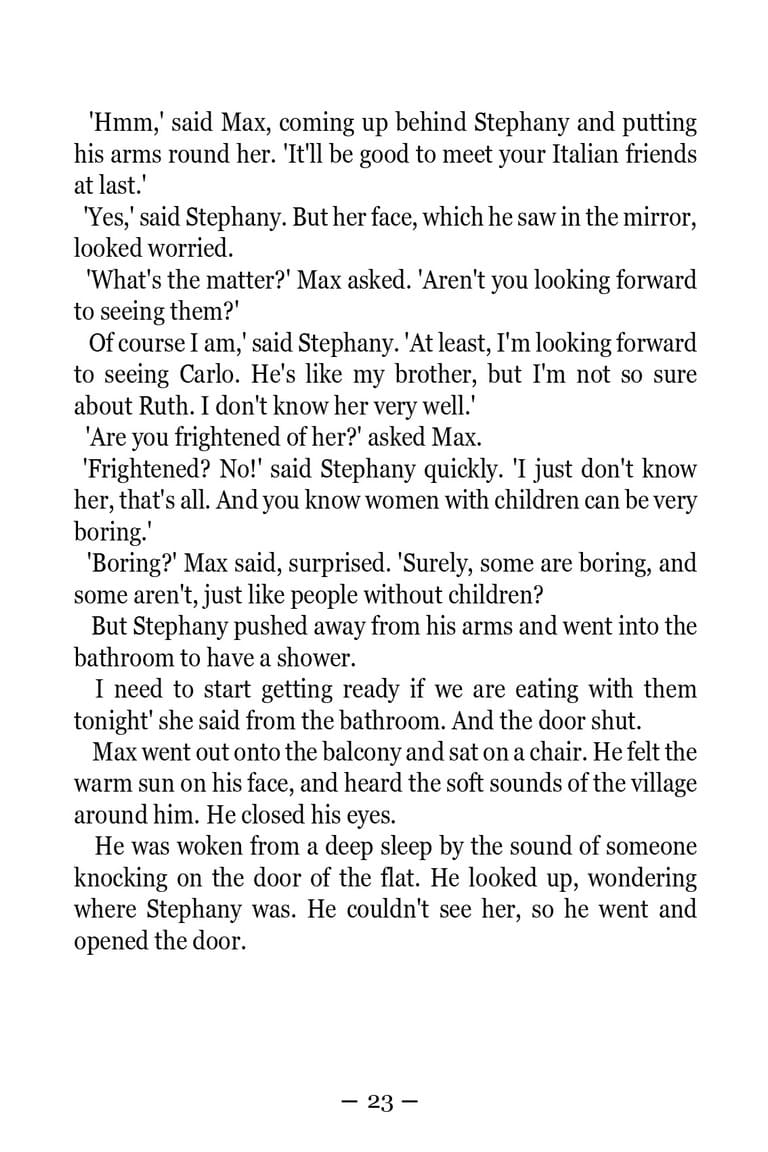 'Hmm,' said Max, coming up behind Stephany and putting
his arms round her. 'It'll be good to meet your Italian friends
at last.'
'Yes,' said Stephany. But her face, which he saw in the mirror,
looked worried.
'What's the matter?' Max asked. 'Aren't you looking forward
to seeing them?'
Of course I am,' said Stephany. 'At least, I'm looking forward
to seeing Carlo. He's like my brother, but I'm not so sure
about Ruth. I don't know her very well.'
'Are you frightened of her?' asked Max.
'Frightened? No!' said Stephany quickly. 'I just don't know
her, that's all. And you know women with children can be very
boring.'
'Boring?' Max said, surprised. 'Surely, some are boring, and
some aren't, just like people without children?
But Stephany pushed away from his arms and went into the
bathroom to have a shower.
I need to start getting ready if we are eating with them
tonight' she said from the bathroom. And the door shut.
Max went out onto the balcony and sat on a chair. He felt the
warm sun on his face, and heard the soft sounds of the village
around him. He closed his eyes.
He was woken from a deep sleep by the sound of someone
knocking on the door of the flat. He looked up, wondering
where Stephany was. He couldn't see her, so he went and
opened the door.
— 23 —